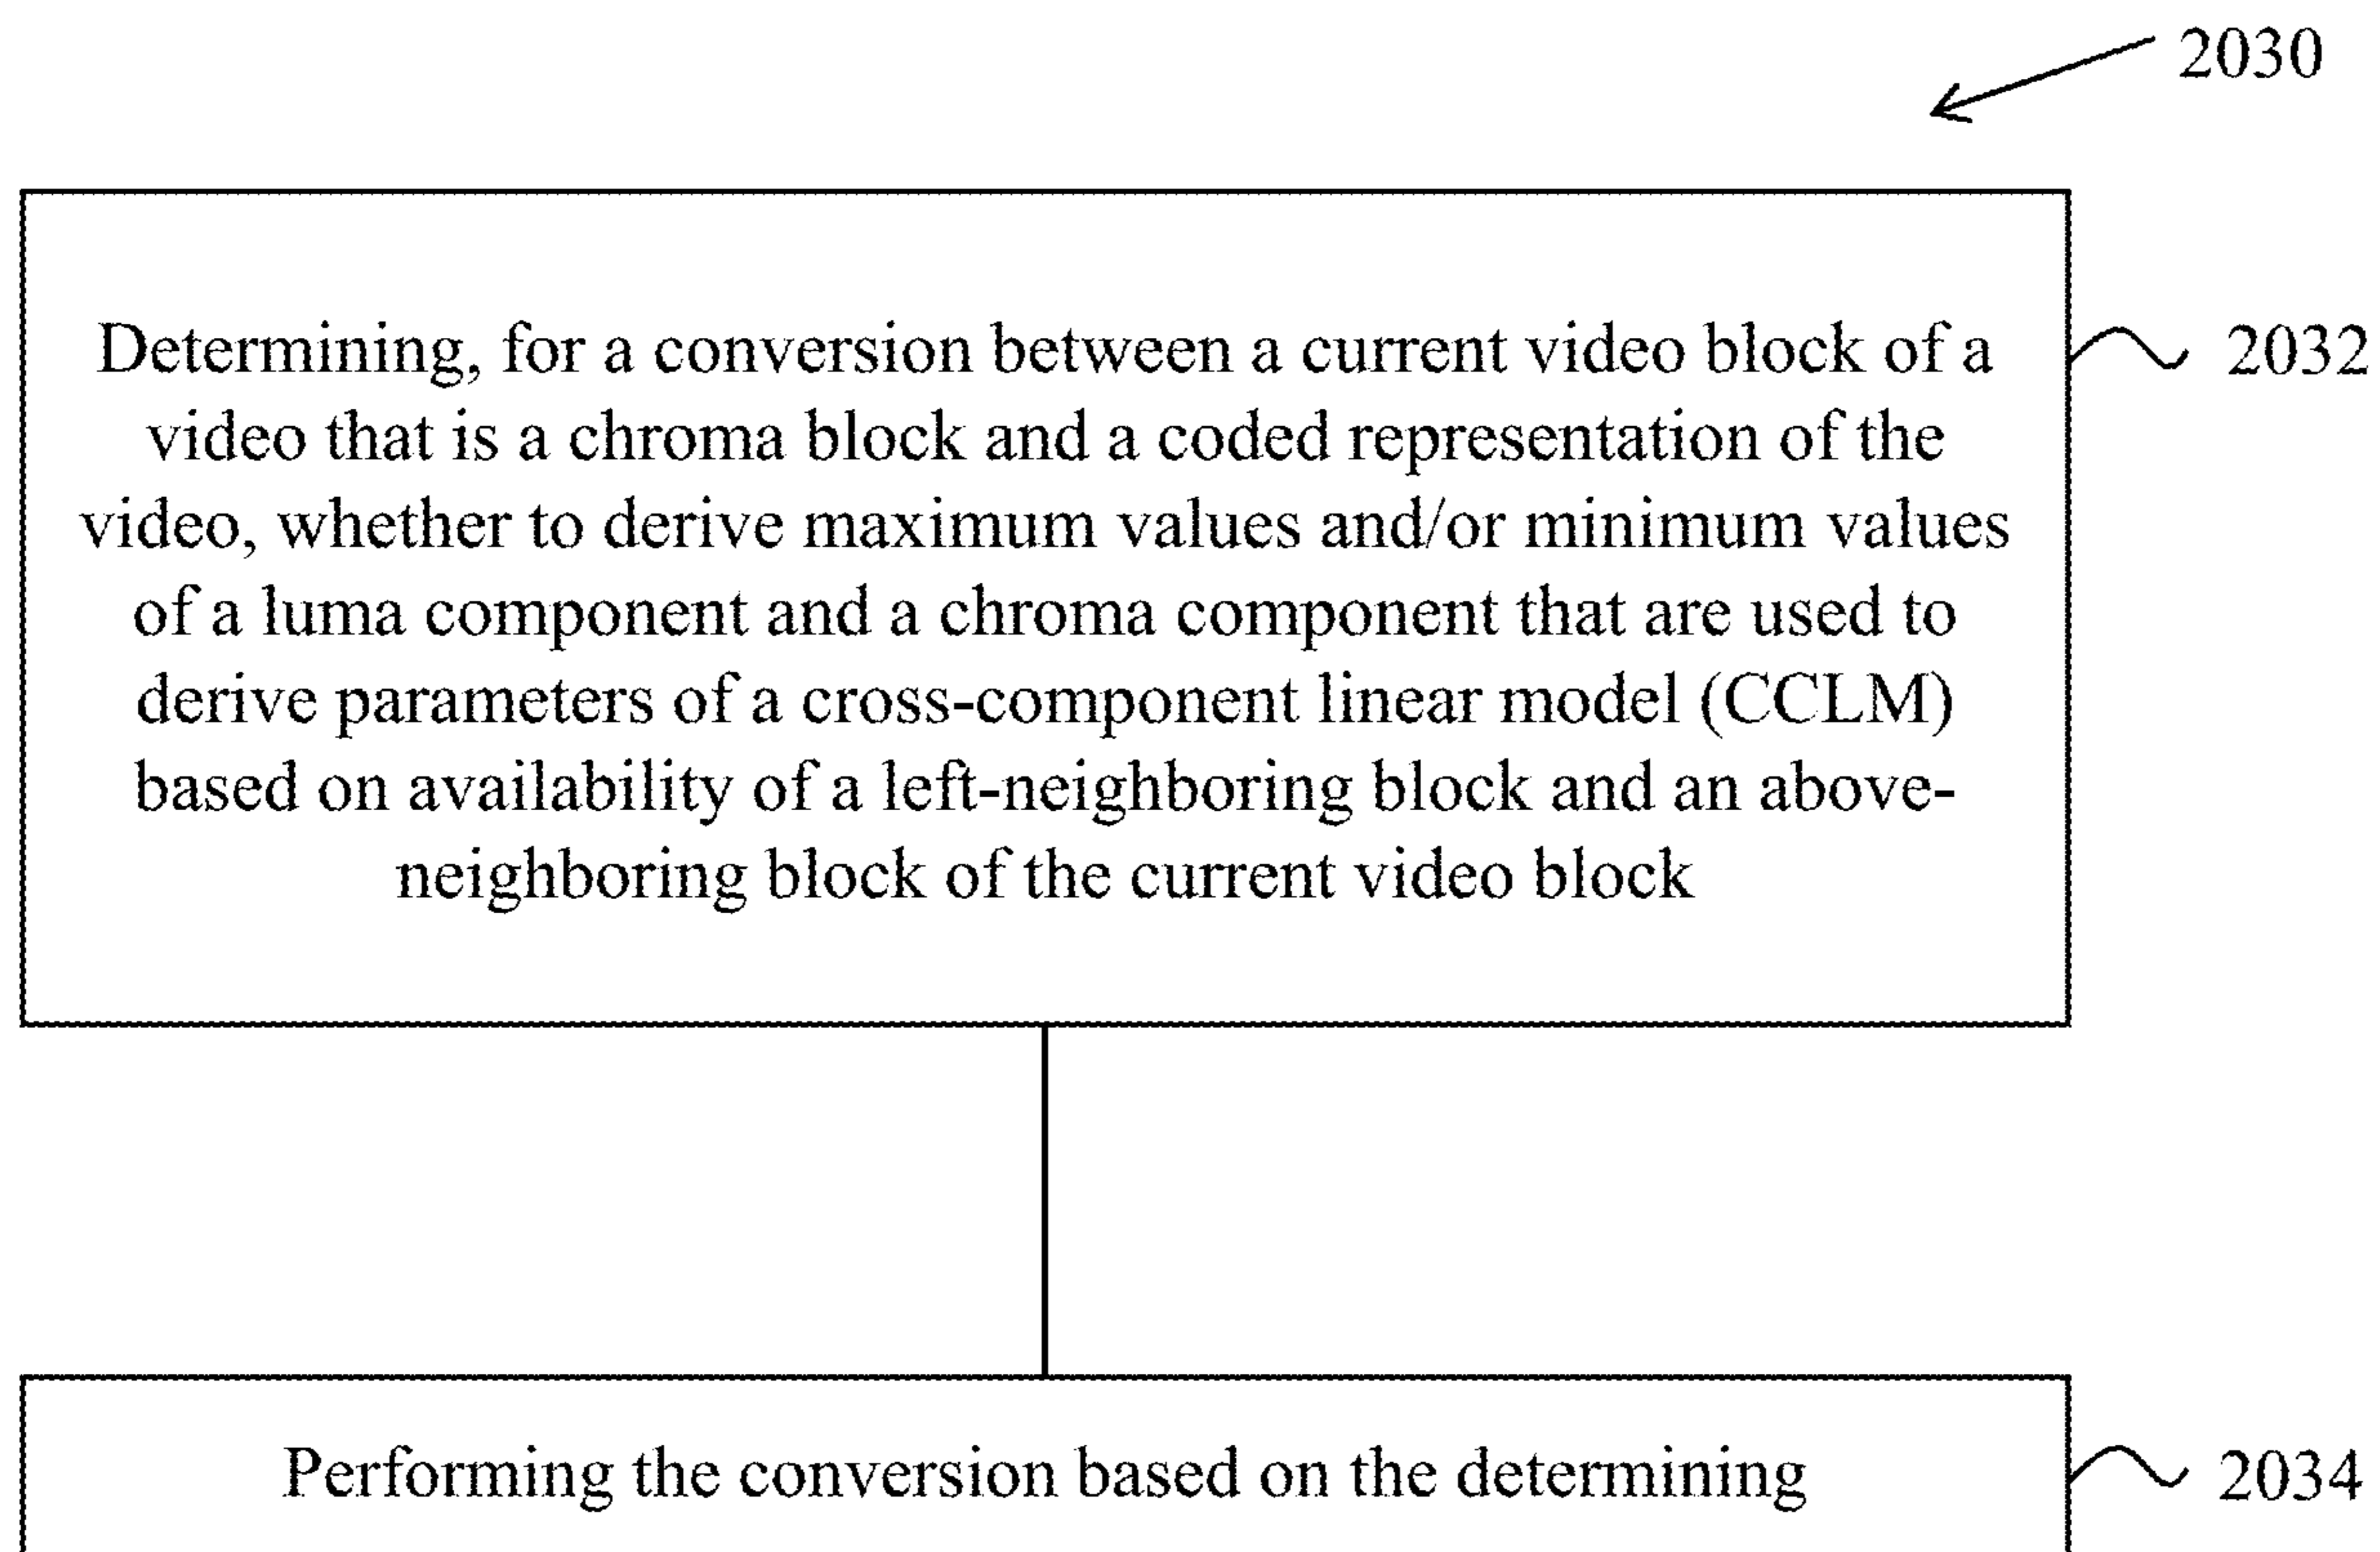 2030
Determining, for a conversion between a current video block of a
video that is a chroma block and a coded representation of the
video, whether to derive maximum values and/or minimum values
of a luma component and a chroma component that are used to
derive parameters of a cross-component linear model (CCLM)
based on availability of a left-neighboring block and an above-
neighboring block of the current video block
2032
Performing the conversion based on the determining
2034